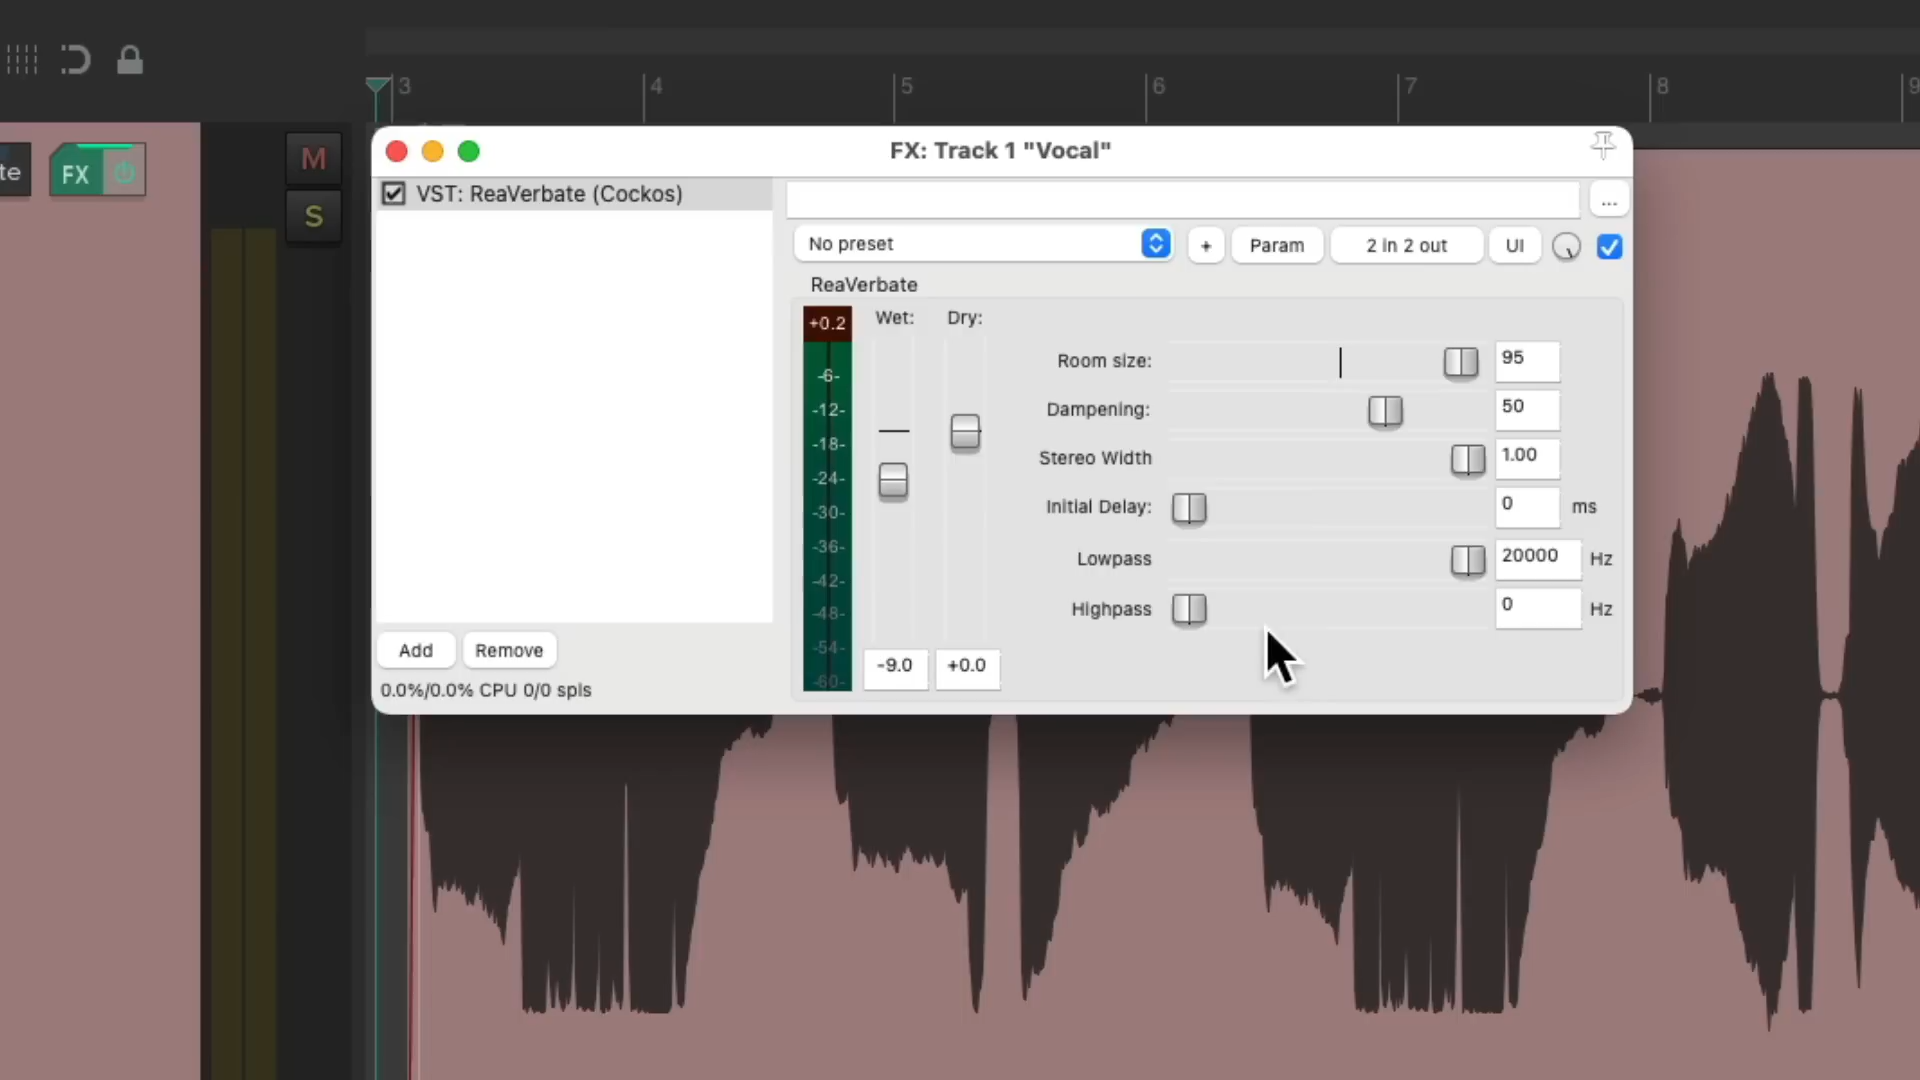 3 4 5 6 7 8 9
te FX M
S
FX: Track 1 "Vocal"
VST: ReaVerbate (Cockos)
...
No preset + Param 2 in 2 out UI
ReaVerbate
+0.2 Wet: Dry:
Room size: 95
-6-
Dampening: 50
-12-
-18-
Stereo Width 1.00
-24-
Initial Delay: 0 ms
-30-
-36-
Lowpass 20000 Hz
-42-
Highpass 0 Hz
-48-
-54-
Add Remove
-9.0 +0.0
-60-
0.0%/0.0% CPU 0/0 spls